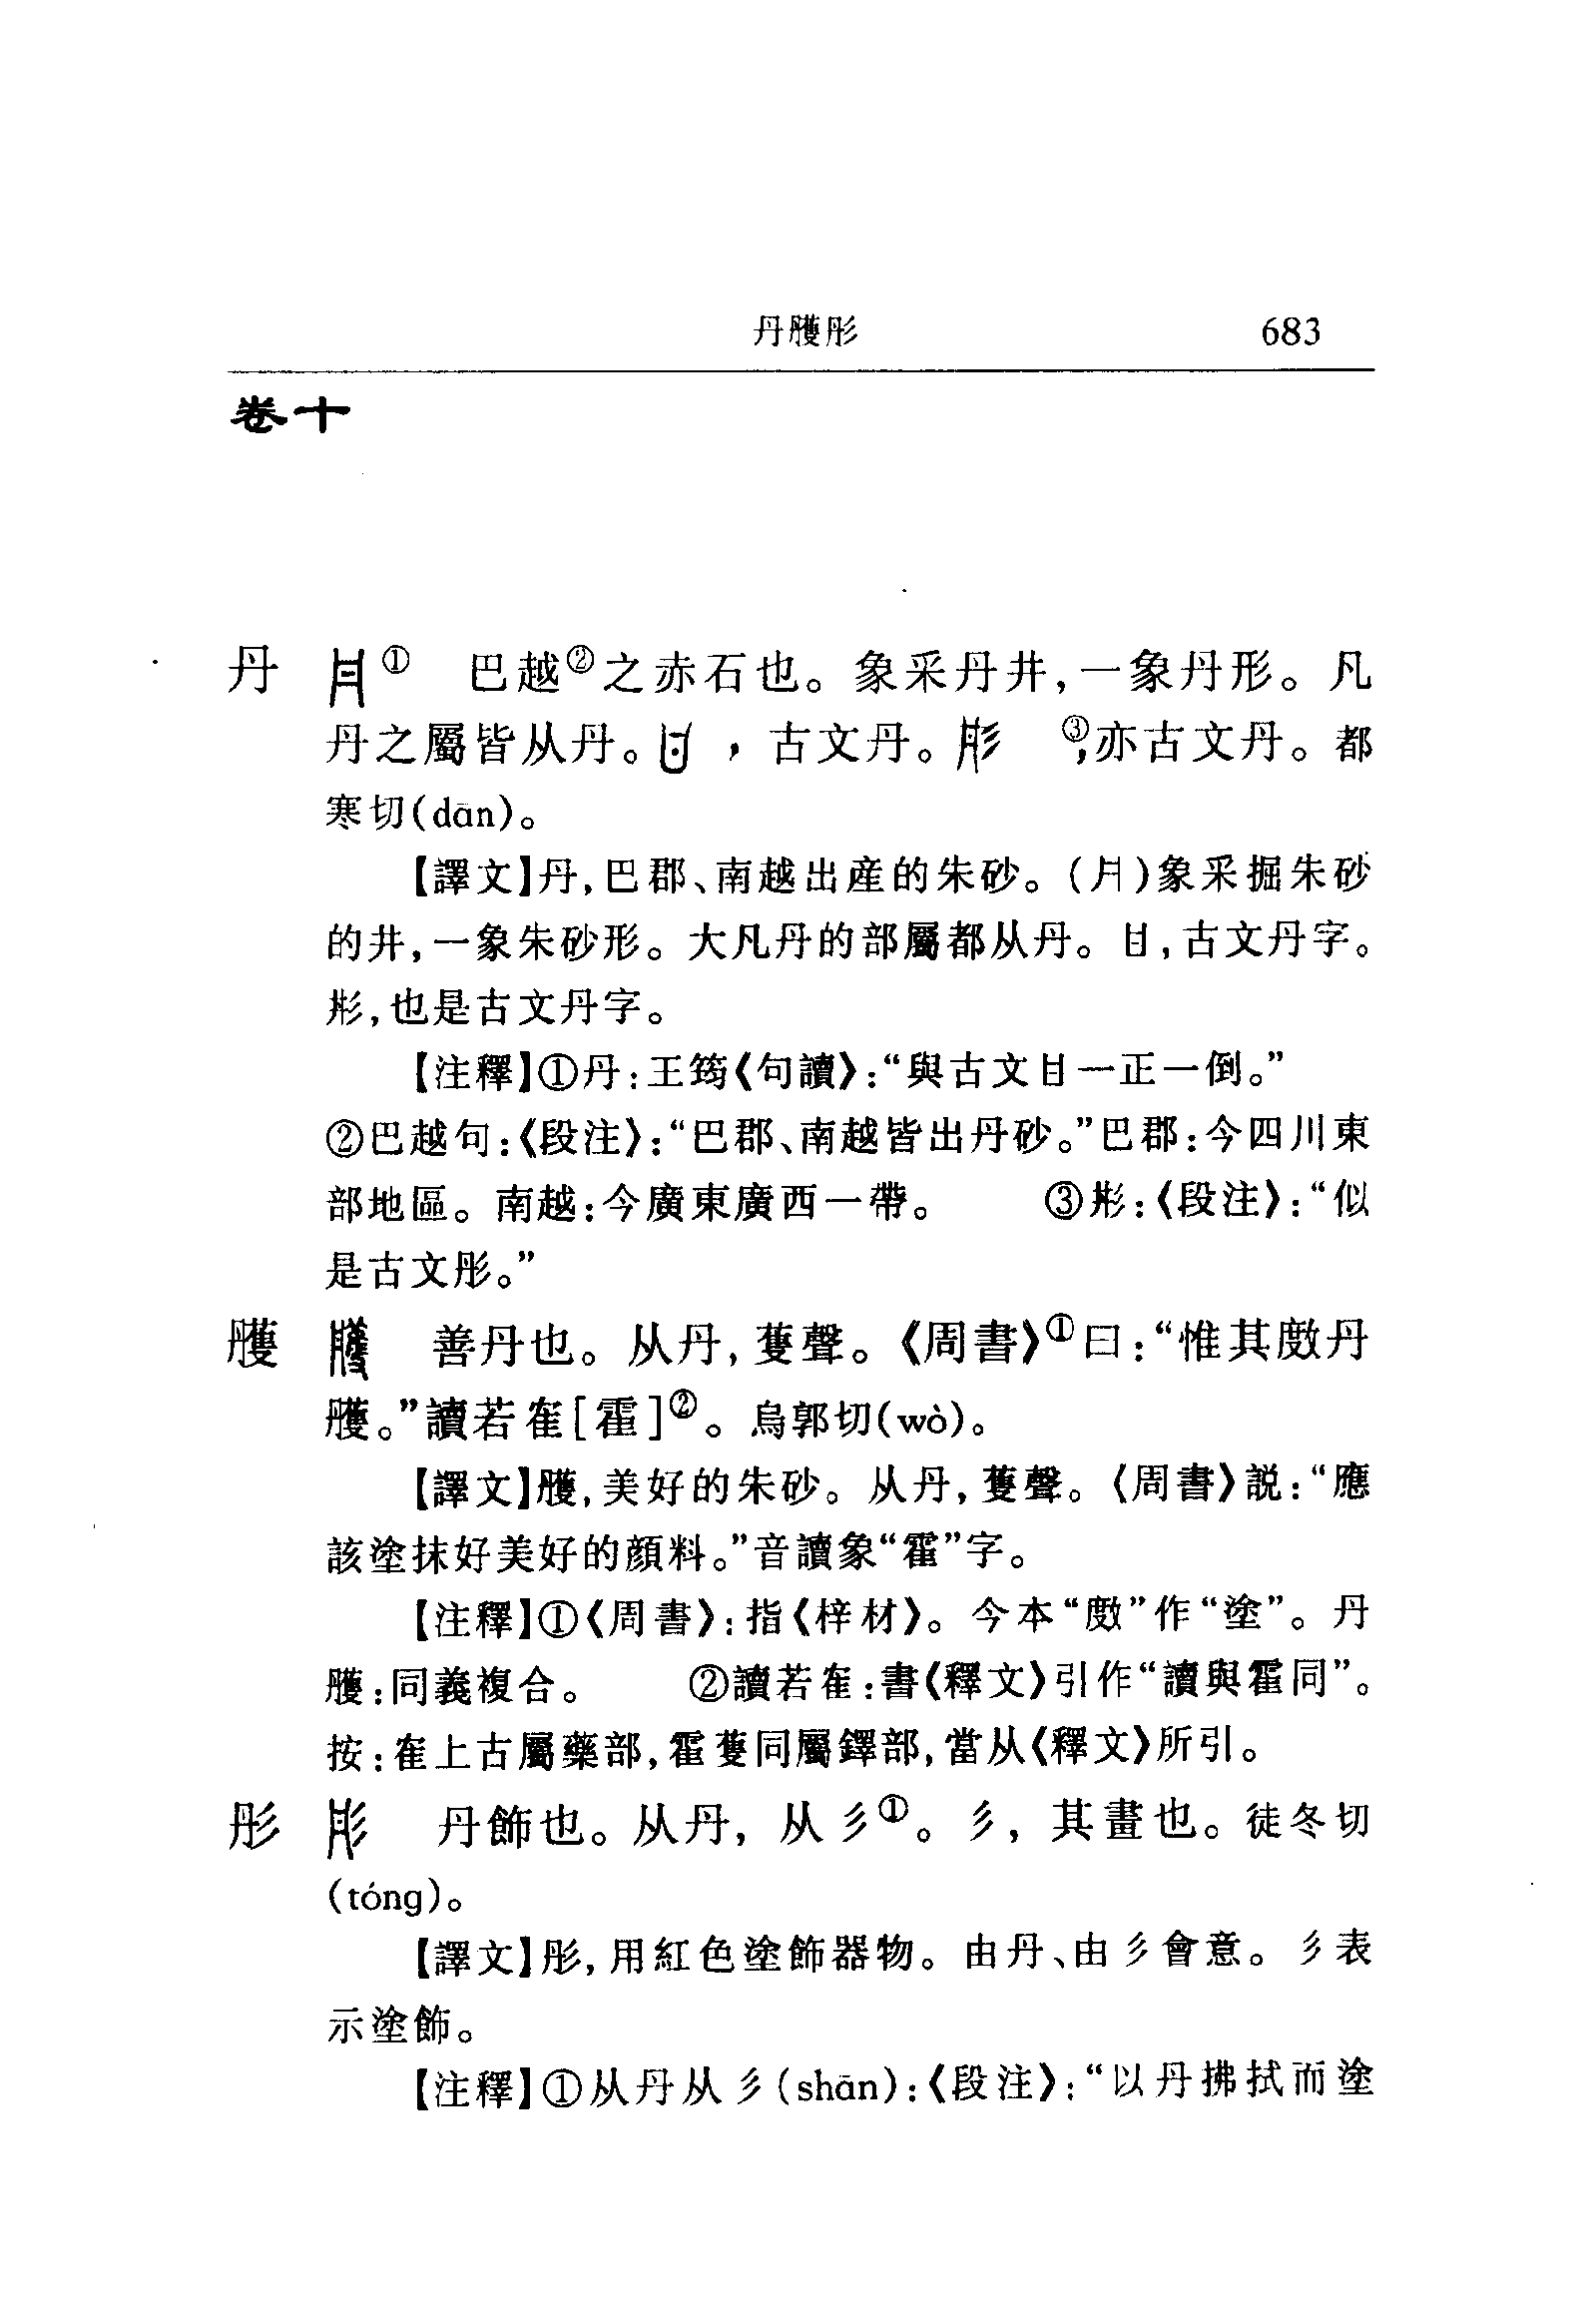 丹雘彤 683
卷十
丹 ① 巴越②之赤石也。象采丹井,一象丹形。凡
丹之屬皆从丹。 ,古文丹。 ③,亦古文丹。都
寒切(dān)。
【譯文】丹,巴郡、南越出産的朱砂。(丹)象采掘朱砂
的井,一象朱砂形。大凡丹的部屬都从丹。𠁿,古文丹字。
彬,也是古文丹字。
【注釋】①丹:王筠《句讀》:“與古文𠁿一正一倒。”
②巴越句:《段注》:“巴郡、南越皆出丹砂。”巴郡:今四川東
部地區。南越:今廣東廣西一帶。 ③彬:《段注》:“似
是古文彤。”
雘 善丹也。从丹,蒦聲。《周書》①曰:“惟其敳丹
雘。”讀若隺[霍]②。烏郭切(wò)。
【譯文】雘,美好的朱砂。从丹,蒦聲。《周書》説:“應
該塗抹好美好的顔料。”音讀象“霍”字。
【注釋】①《周書》:指《梓材》。今本“敳”作“塗”。丹
雘:同義複合。 ②讀若隺:書《釋文》引作“讀與霍同”。
按:隺上古屬藥部,霍蒦同屬鐸部,當从《釋文》所引。
彤 丹飾也。从丹,从彡①。彡,其畫也。徒冬切
(tóng)。
【譯文】彤,用紅色塗飾器物。由丹、由彡會意。彡表
示塗飾。
【注釋】①从丹从彡(shān):《段注》:“以丹拂拭而塗